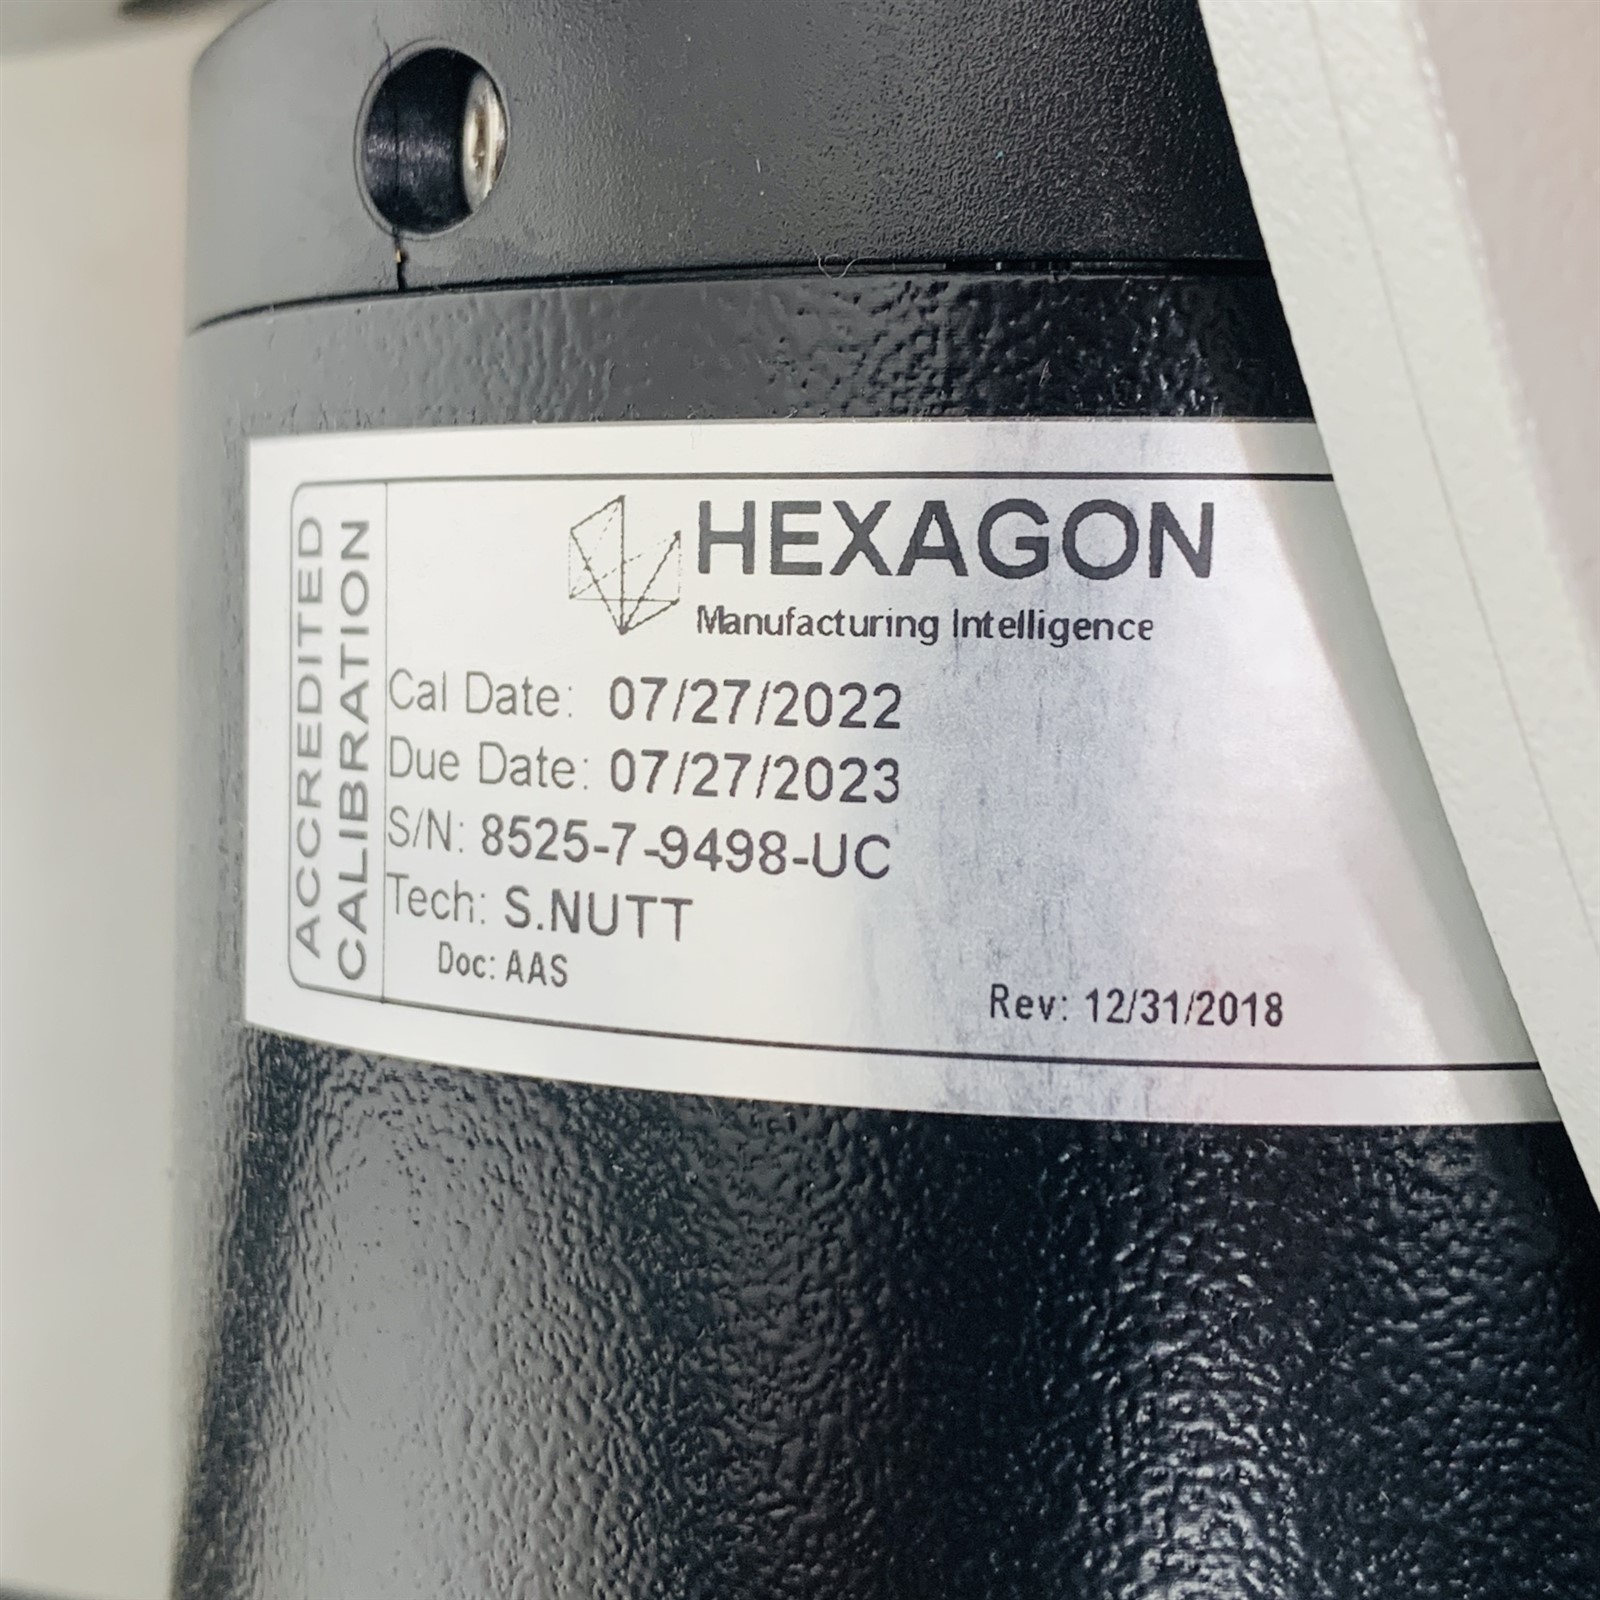 ACCREDITED
CALIBRATION
HEXAGON
Manufacturing Intelligence
Cal Date: 07/27/2022
Due Date: 07/27/2023
S/N: 8525-7-9498-UC
Tech: S.NUTT
Doc: AAS
Rev: 12/31/2018